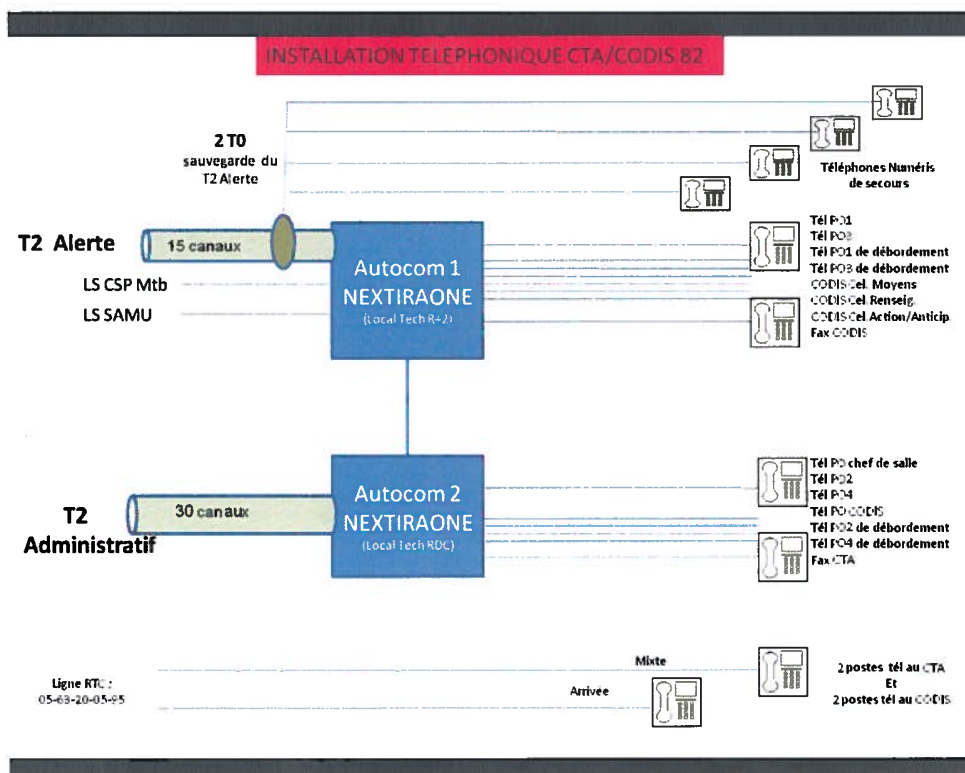 INSTALLATION TELEPHONIQUE CTA/CODIS 82
2 T0
sauvegarde du
T2 Alerte
Téléphones Numéris
de secours
T2 Alerte
15 canaux
LS CSP Mtb
LS SAMU
Autocom 1
NEXTIRAONE
(Local Tech R+2)
Tél PO1
Tél PO3
Tél PO1 de débordement
Tél PO3 de débordement
CODIS Cel. Moyens
CODIS Cel. Renseig.
CODIS Cel. Action/Anticip.
Fax CODIS
T2
Administratif
30 canaux
Autocom 2
NEXTIRAONE
(Local Tech RDC)
Tél PO chef de salle
Tél PO2
Tél PO4
Tél PO CODIS
Tél PO2 de débordement
Tél PO4 de débordement
Fax CTA
Ligne RTC :
05-63-20-05-95
Mixte
Arrivée
2 postes tél au CTA
Et
2 postes tél au CODIS